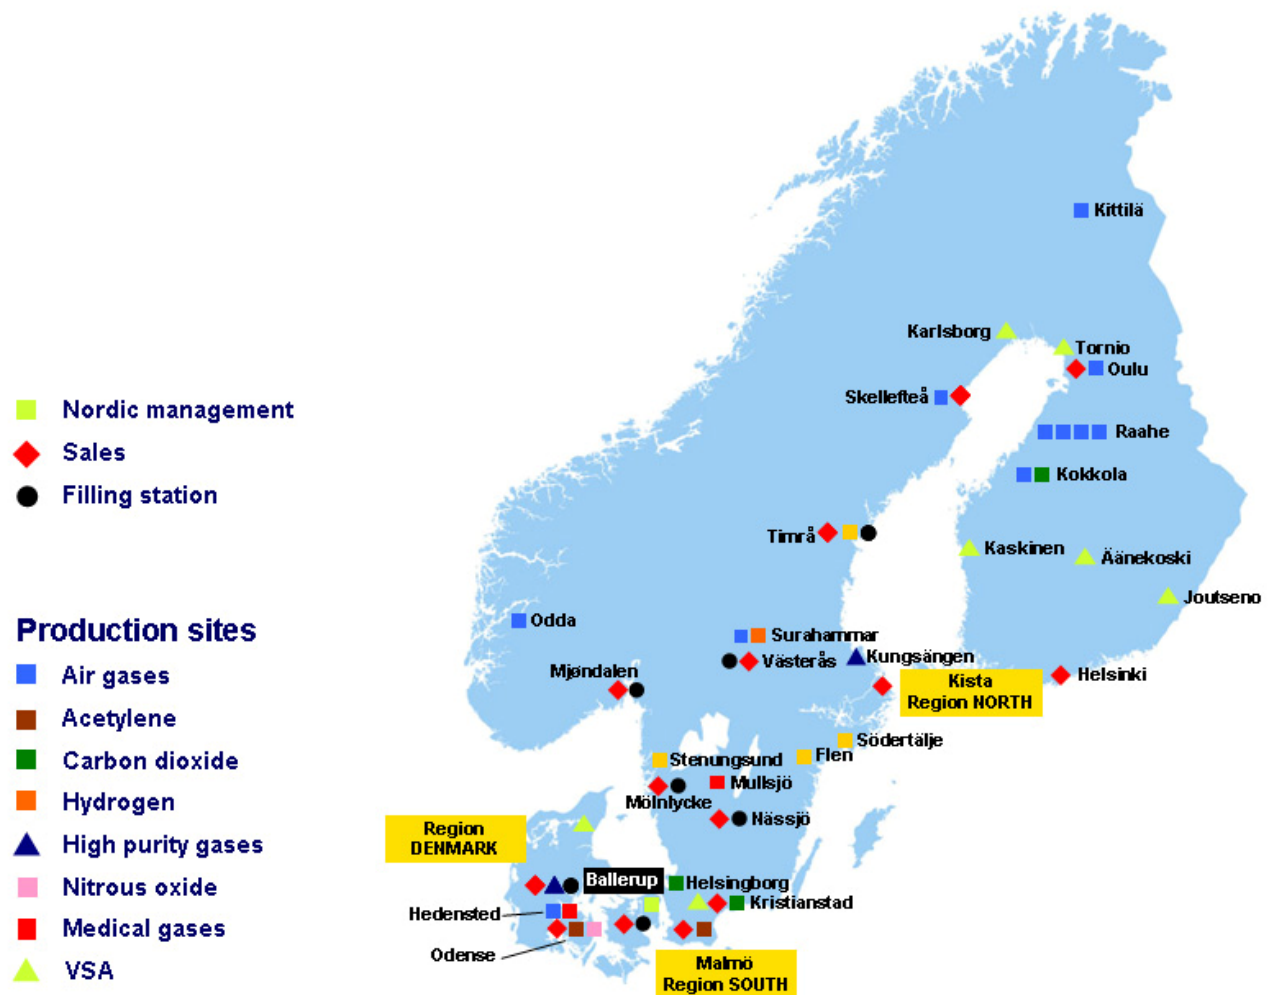 Kittilä
Karlsborg
Tornio
Oulu
Skellefteå
Raahe
Kokkola
Timrå
Kaskinen
Äänekoski
Joutseno
Odda
Surahammar
Mjøndalen
Västerås
Kungsängen
Helsinki
Kista
Region NORTH
Södertälje
Stenungsund
Flen
Mullsjö
Mölnlycke
Nässjö
Region
DENMARK
Ballerup
Helsingborg
Kristianstad
Hedensted
Odense
Malmö
Region SOUTH
Nordic management
Sales
Filling station
Production sites
Air gases
Acetylene
Carbon dioxide
Hydrogen
High purity gases
Nitrous oxide
Medical gases
VSA